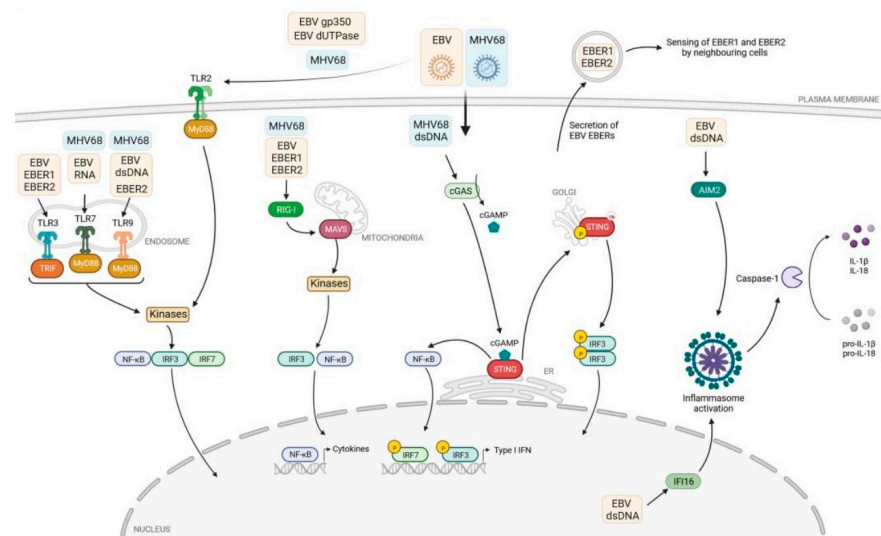 EBV gp350
EBV dUTPase
MHV68
EBV
MHV68
EBER1
EBER2
Sensing of EBER1 and EBER2
by neighbouring cells
TLR2
PLASMA MEMBRANE
MyD88
MHV68
MHV68
EBV
EBER1
EBER2
EBV
RNA
EBV
dsDNA
EBER2
TLR3
TLR7
TLR9
ENDOSOME
TRIF
MyD88
MyD88
Kinases
NF-κB
IRF3
IRF7
MHV68
EBV
EBER1
EBER2
RIG-I
MAVS
MITOCHONDRIA
Kinases
IRF3
NF-κB
MHV68
dsDNA
cGAS
cGAMP
Secretion of
EBV EBERs
GOLGI
STING
Ub
P
cGAMP
STING
ER
NF-κB
P
IRF3
P
IRF3
EBV
dsDNA
AIM2
Caspase-1
IL-1β
IL-18
pro-IL-1β
pro-IL-18
Inflammasome
activation
NF-κB
Cytokines
P
IRF7
P
IRF3
Type I IFN
IFI16
EBV
dsDNA
NUCLEUS